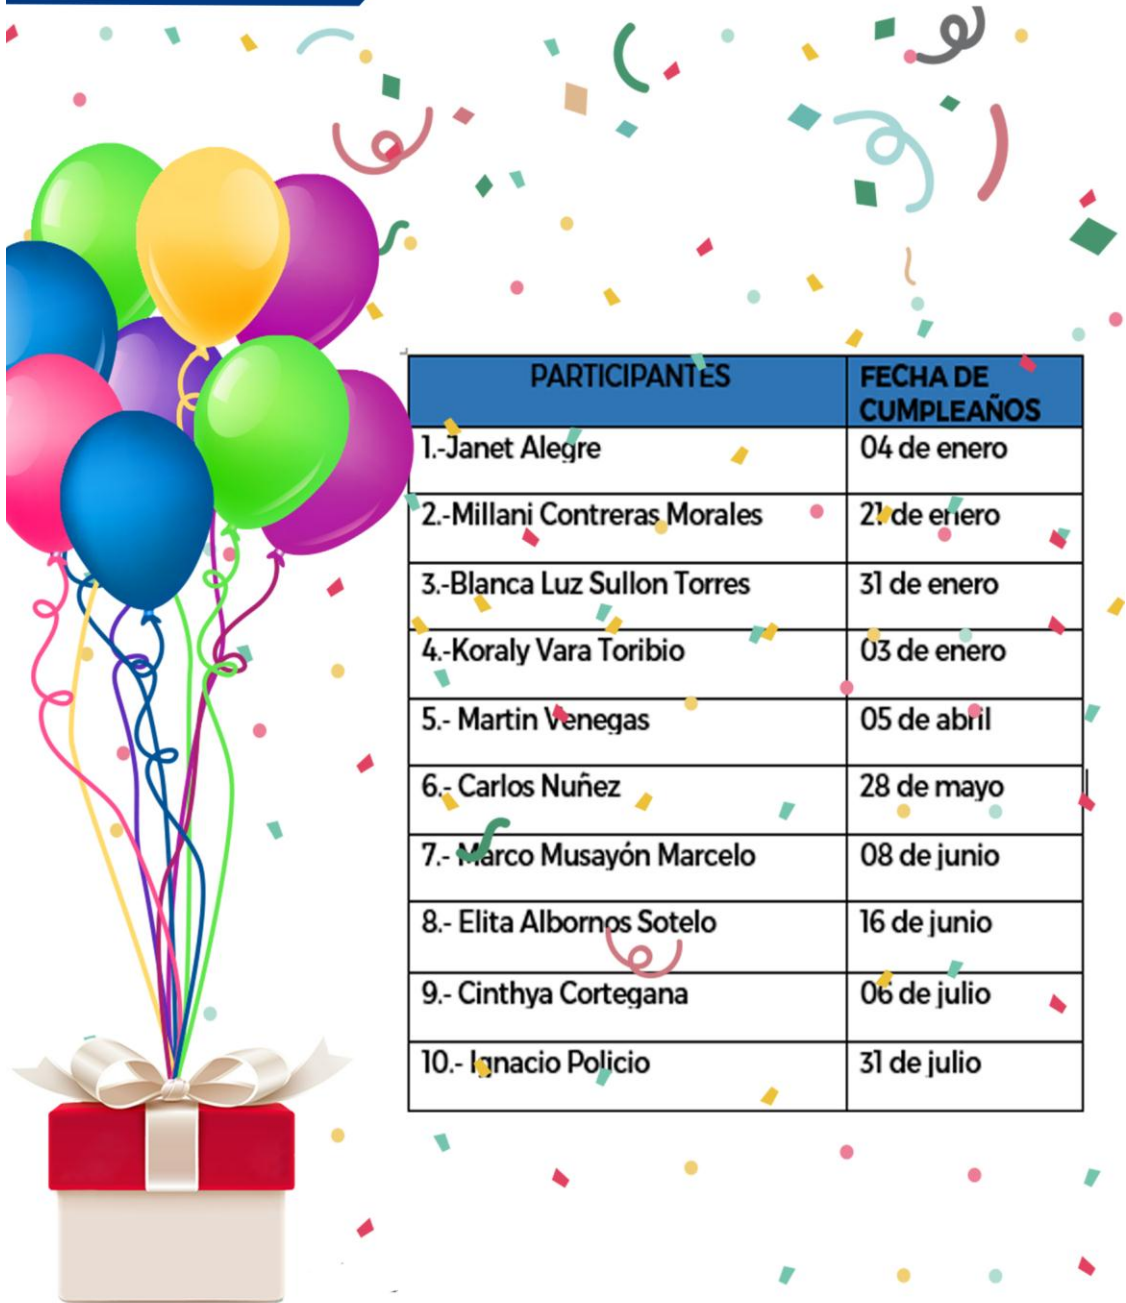 PARTICIPANTES
FECHA DE
CUMPLEAÑOS
1.-Janet Alegre
04 de enero
2.-Millani Contreras Morales
21 de enero
3.-Blanca Luz Sullon Torres
31 de enero
4.-Koraly Vara Toribio
03 de enero
5.- Martin Venegas
05 de abril
6.- Carlos Nuñez
28 de mayo
7.- Marco Musayón Marcelo
08 de junio
8.- Elita Albornos Sotelo
16 de junio
9.- Cinthya Cortegana
06 de julio
10.- Ignacio Policio
31 de julio